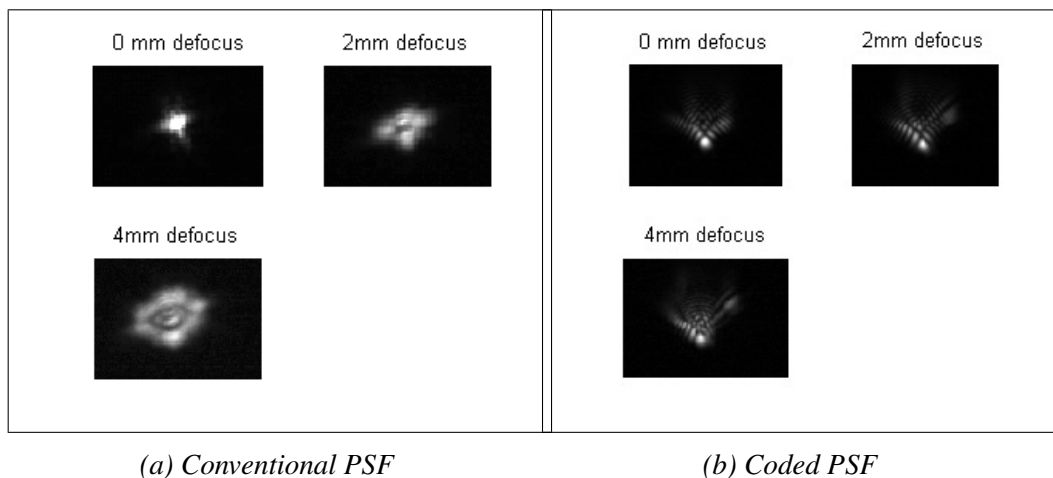 0 mm defocus
2mm defocus
4mm defocus
0 mm defocus
2mm defocus
4mm defocus
(a) Conventional PSF
(b) Coded PSF